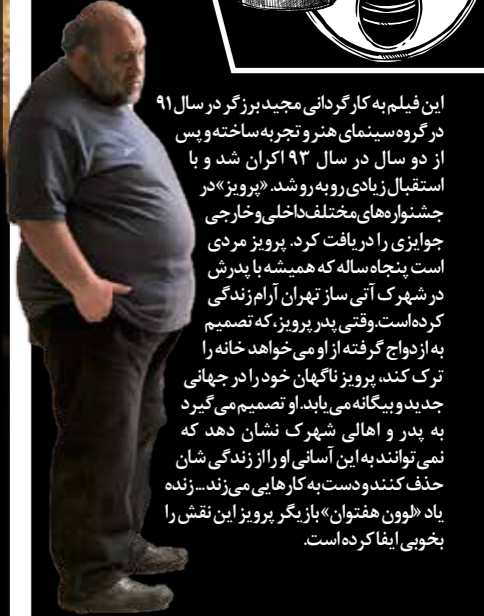 این فیلم به کارگردانی مجید برزگر در سال ۹۱
در گروه سینمای هنر و تجربه ساخته و پس
از دو سال در سال ۹۳ اکران شد و با
استقبال زیادی روبه رو شد. «پرویز» در
جشنواره‌های مختلف داخلی و خارجی
جوایزی را دریافت کرد. پرویز مردی
است پنجاه ساله که همیشه با پدرش
در شهرک آتی ساز تهران آرام زندگی
کرده است. وقتی پدر پرویز، که تصمیم
به ازدواج گرفته از او می‌خواهد خانه را
ترک کند، پرویز ناگهان خود را در جهانی
جدید و بیگانه می‌یابد. او تصمیم می‌گیرد
به پدر و اهالی شهرک نشان دهد که
نمی‌توانند به این آسانی او را از زندگی شان
حذف کنند و دست به کارهایی می‌زند... زنده
یاد «لوون هفتوان» بازیگر پرویز این نقش را
بخوبی ایفا کرده است.